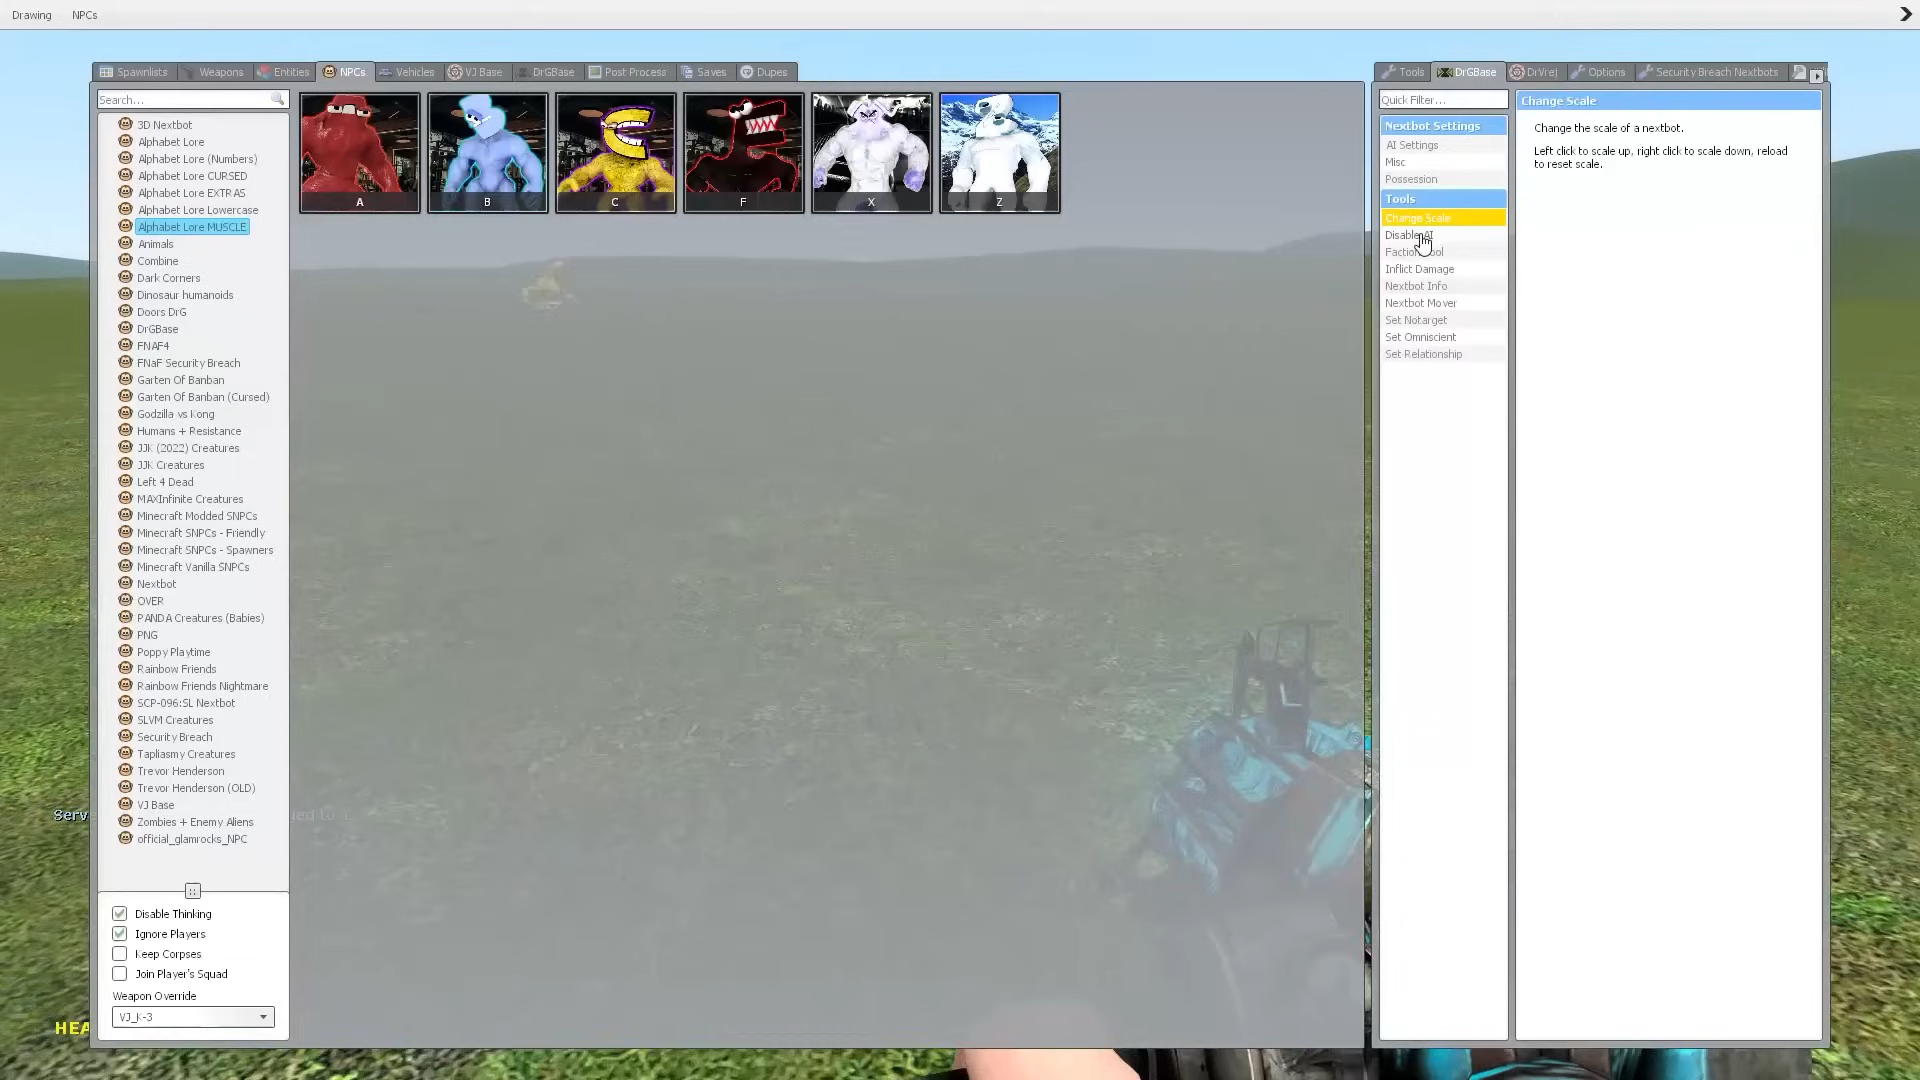 Drawing NPCs
Spawnlists Weapons Entities NPCs Vehicles VJ Base DrGBase Post Process Saves Dupes
Search...
3D Nextbot
Alphabet Lore
Alphabet Lore (Numbers)
Alphabet Lore CURSED
Alphabet Lore EXTRAS
Alphabet Lore Lowercase
Alphabet Lore MUSCLE
Animals
Combine
Dark Corners
Dinosaur humanoids
Doors DrG
DrGBase
FNAF4
FNaF Security Breach
Garten Of Banban
Garten Of Banban (Cursed)
Godzilla vs Kong
Humans + Resistance
JJK (2022) Creatures
JJK Creatures
Left 4 Dead
MAXInfinite Creatures
Minecraft Modded SNPCs
Minecraft SNPCs - Friendly
Minecraft SNPCs - Spawners
Minecraft Vanilla SNPCs
Nextbot
OVER
PANDA Creatures (Babies)
PNG
Poppy Playtime
Rainbow Friends
Rainbow Friends Nightmare
SCP-096:SL Nextbot
SLVM Creatures
Security Breach
Tapliasmy Creatures
Trevor Henderson
Trevor Henderson (OLD)
VJ Base
Zombies + Enemy Aliens
official_glamrocks_NPC
Disable Thinking
Ignore Players
Keep Corpses
Join Player's Squad
Weapon Override
VJ_K-3
A B C F X Z
Serv
HEA
Tools DrGBase DrVrej Options Security Breach Nextbots
Quick Filter...
Nextbot Settings
AI Settings
Misc
Possession
Tools
Change Scale
Disable AI
Faction Tool
Inflict Damage
Nextbot Info
Nextbot Mover
Set Notarget
Set Omniscient
Set Relationship
Change Scale
Change the scale of a nextbot.
Left click to scale up, right click to scale down, reload
to reset scale.